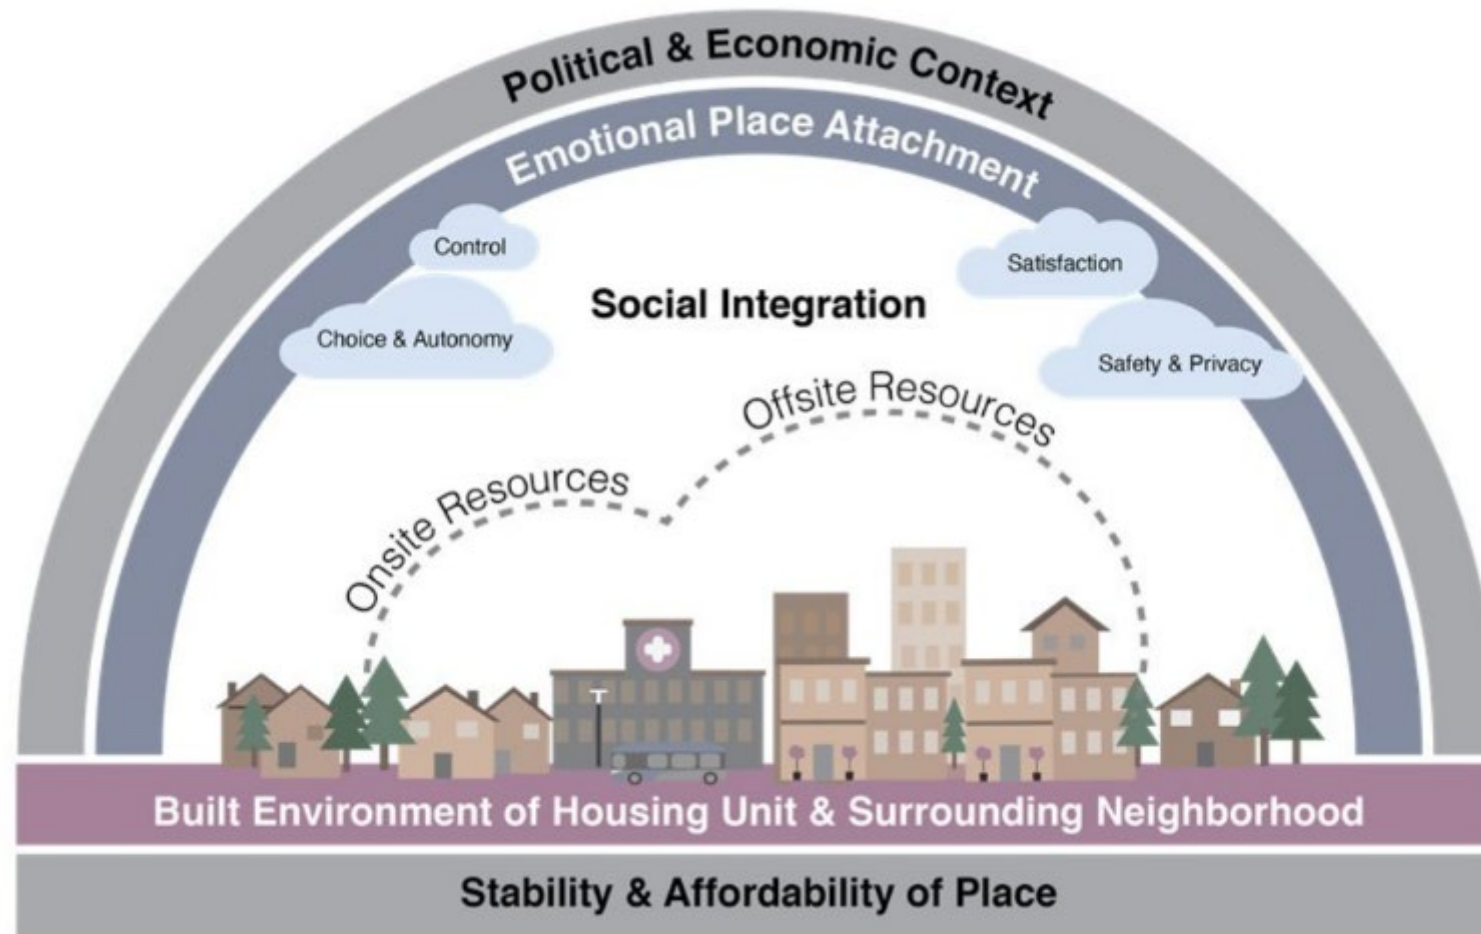 Political & Economic Context
Emotional Place Attachment
Control
Satisfaction
Social Integration
Choice & Autonomy
Safety & Privacy
Offsite Resources
Onsite Resources
Built Environment of Housing Unit & Surrounding Neighborhood
Stability & Affordability of Place